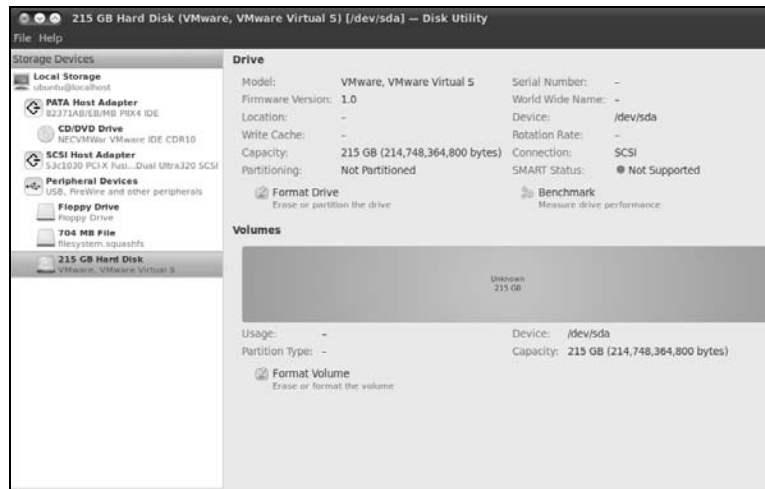 215 GB Hard Disk (VMware, VMware Virtual S) [/dev/sda] — Disk Utility
File Help
Storage Devices
Local Storage
ubuntu@localhost
PATA Host Adapter
82371AB/EB/MB PIIX4 IDE
CD/DVD Drive
NECVMWar VMware IDE CDR10
SCSI Host Adapter
53c1030 PCI-X Fusi...Dual Ultra320 SCSI
Peripheral Devices
USB, FireWire and other peripherals
Floppy Drive
Floppy Drive
704 MB File
filesystem.squashfs
215 GB Hard Disk
VMware, VMware Virtual S
Drive
Model: VMware, VMware Virtual S Serial Number: –
Firmware Version: 1.0 World Wide Name: –
Location: – Device: /dev/sda
Write Cache: – Rotation Rate: –
Capacity: 215 GB (214,748,364,800 bytes) Connection: SCSI
Partitioning: Not Partitioned SMART Status: Not Supported
Format Drive Benchmark
Erase or partition the drive Measure drive performance
Volumes
Unknown
215 GB
Usage: – Device: /dev/sda
Partition Type: – Capacity: 215 GB (214,748,364,800 bytes)
Format Volume
Erase or format the volume